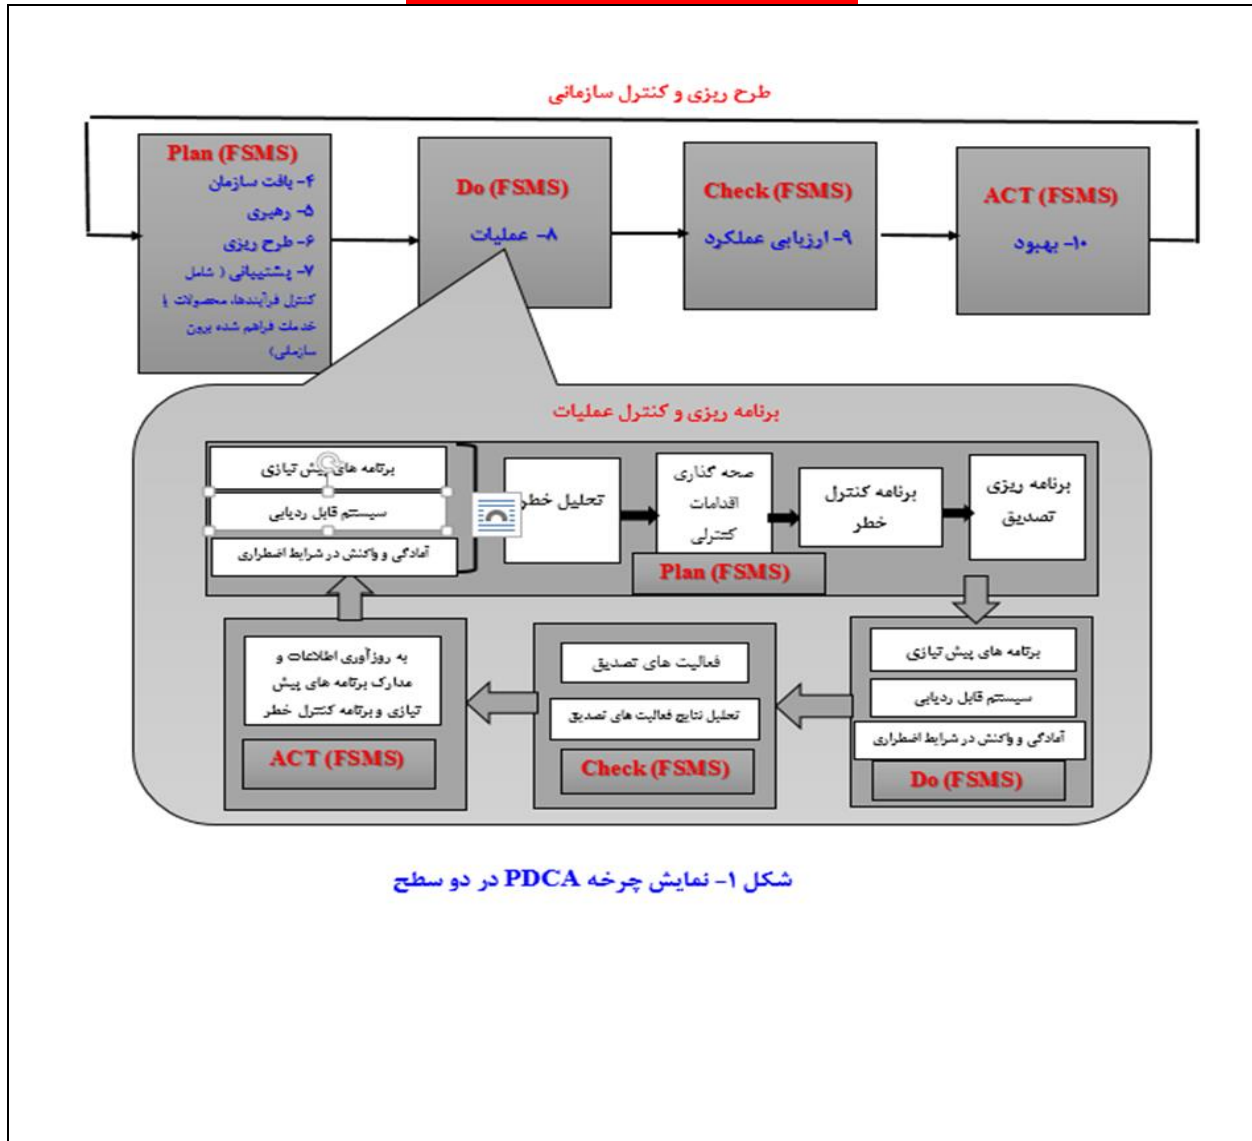 طرح ریزی و کنترل سازمانی
Plan (FSMS)
۴- بافت سازمان
۵- رهبری
۶- طرح ریزی
۷- پشتیبانی ( شامل
کنترل فرآیندها، محصولات یا
خدمات فراهم شده برون
سازمانی)
Do (FSMS)
۸- عملیات
Check (FSMS)
۹- ارزیابی عملکرد
ACT (FSMS)
۱۰- بهبود
برنامه ریزی و کنترل عملیات
برنامه های پیش نیازی
سیستم قابل ردیابی
آمادگی و واکنش در شرایط اضطراری
تحلیل خطر
صحه گذاری
اقدامات
کنترلی
Plan (FSMS)
برنامه کنترل
خطر
برنامه ریزی
تصدیق
برنامه های پیش نیازی
سیستم قابل ردیابی
آمادگی و واکنش در شرایط اضطراری
Do (FSMS)
فعالیت های تصدیق
تحلیل نتایج فعالیت های تصدیق
Check (FSMS)
به روزآوری اطلاعات و
مدارک برنامه های پیش
نیازی و برنامه کنترل خطر
ACT (FSMS)
شکل ۱- نمایش چرخه PDCA در دو سطح